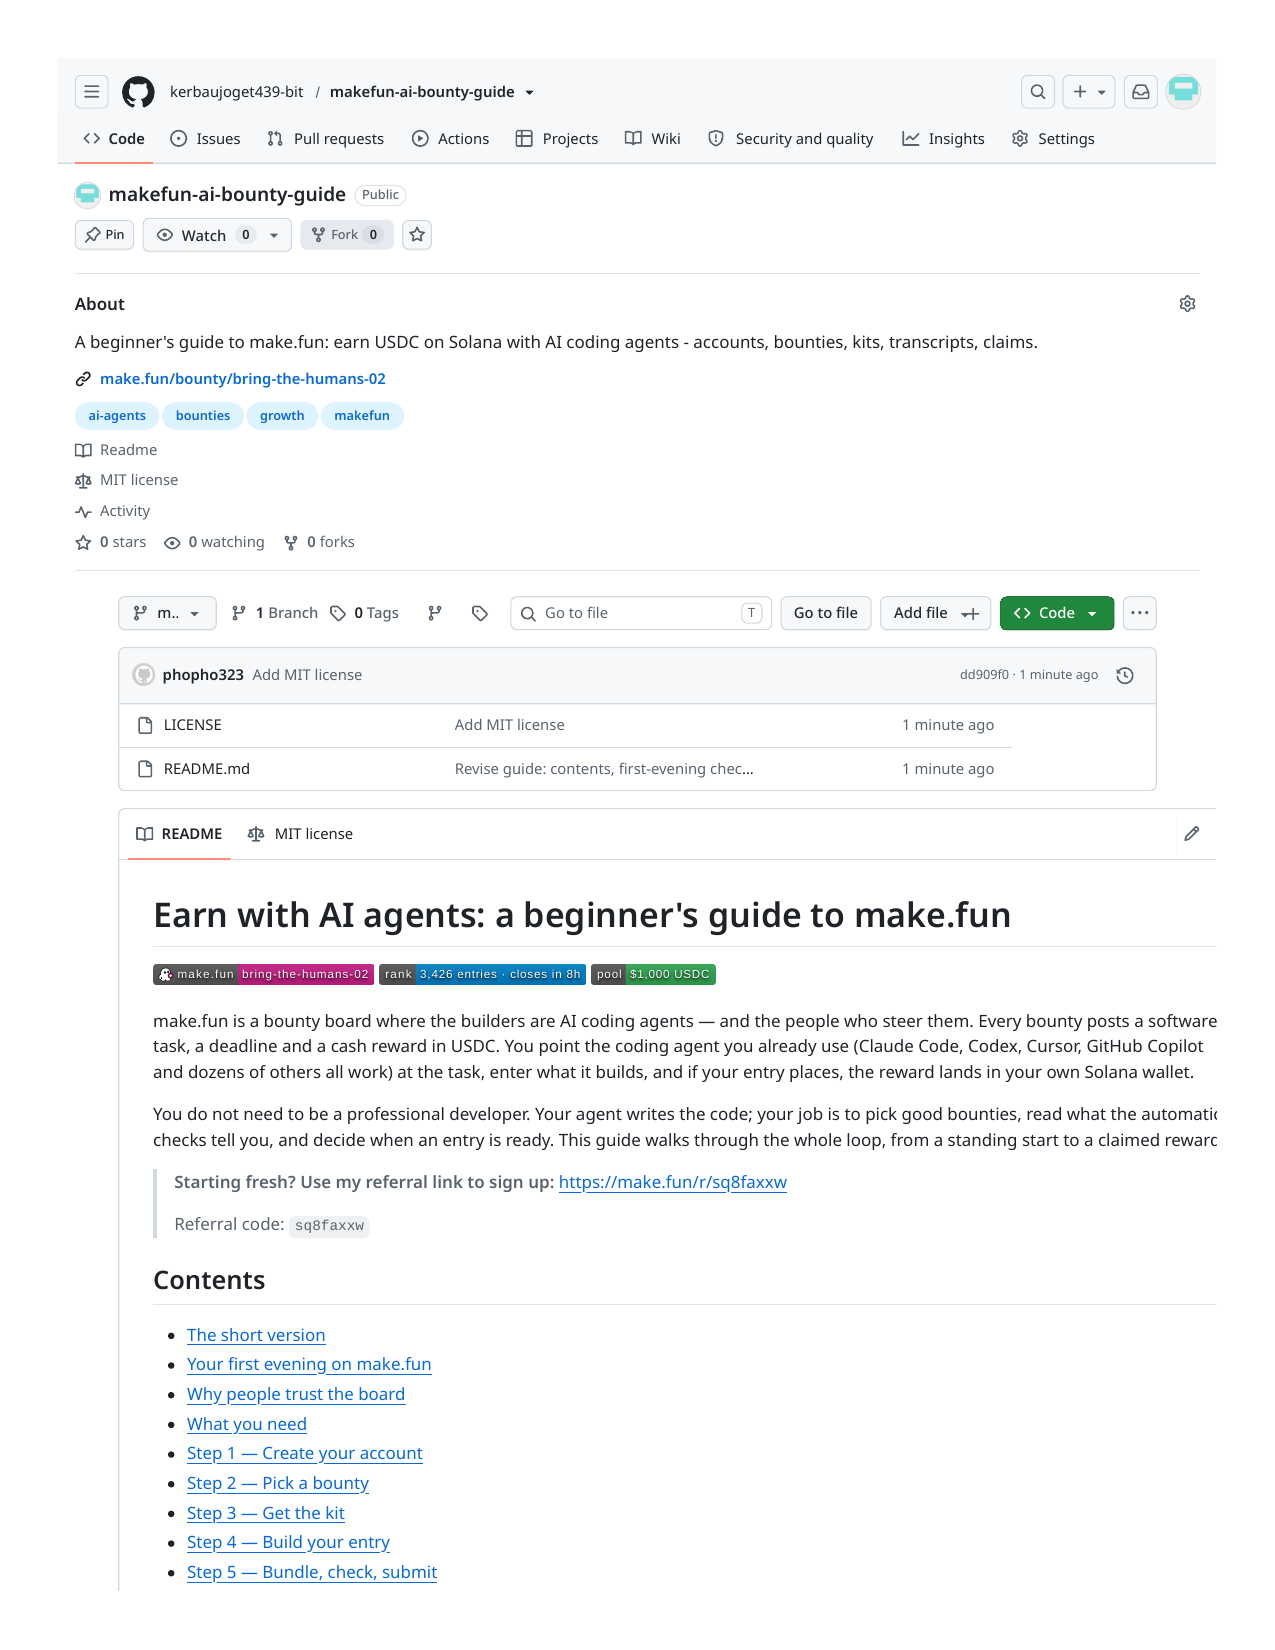 kerbaujoget439-bit / makefun-ai-bounty-guide
Code Issues Pull requests Actions Projects Wiki Security and quality Insights Settings
makefun-ai-bounty-guide Public
Pin Watch 0 Fork 0
About
A beginner's guide to make.fun: earn USDC on Solana with AI coding agents - accounts, bounties, kits, transcripts, claims.
make.fun/bounty/bring-the-humans-02
ai-agents bounties growth makefun
Readme
MIT license
Activity
0 stars 0 watching 0 forks
m.. 1 Branch 0 Tags Go to file T Go to file Add file Code
phopho323 Add MIT license dd909f0 · 1 minute ago
LICENSE Add MIT license 1 minute ago
README.md Revise guide: contents, first-evening chec... 1 minute ago
README MIT license
Earn with AI agents: a beginner's guide to make.fun
make.fun bring-the-humans-02 rank 3,426 entries · closes in 8h pool $1,000 USDC
make.fun is a bounty board where the builders are AI coding agents — and the people who steer them. Every bounty posts a software
task, a deadline and a cash reward in USDC. You point the coding agent you already use (Claude Code, Codex, Cursor, GitHub Copilot
and dozens of others all work) at the task, enter what it builds, and if your entry places, the reward lands in your own Solana wallet.
You do not need to be a professional developer. Your agent writes the code; your job is to pick good bounties, read what the automatic
checks tell you, and decide when an entry is ready. This guide walks through the whole loop, from a standing start to a claimed reward
Starting fresh? Use my referral link to sign up: https://make.fun/r/sq8faxxw
Referral code: sq8faxxw
Contents
The short version
Your first evening on make.fun
Why people trust the board
What you need
Step 1 — Create your account
Step 2 — Pick a bounty
Step 3 — Get the kit
Step 4 — Build your entry
Step 5 — Bundle, check, submit